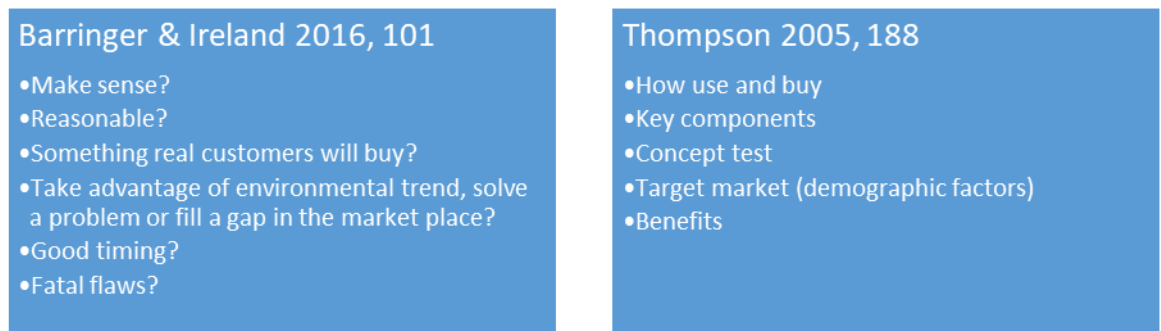 Barringer & Ireland 2016, 101
•Make sense?
•Reasonable?
•Something real customers will buy?
•Take advantage of environmental trend, solve
a problem or fill a gap in the market place?
•Good timing?
•Fatal flaws?
Thompson 2005, 188
•How use and buy
•Key components
•Concept test
•Target market (demographic factors)
•Benefits